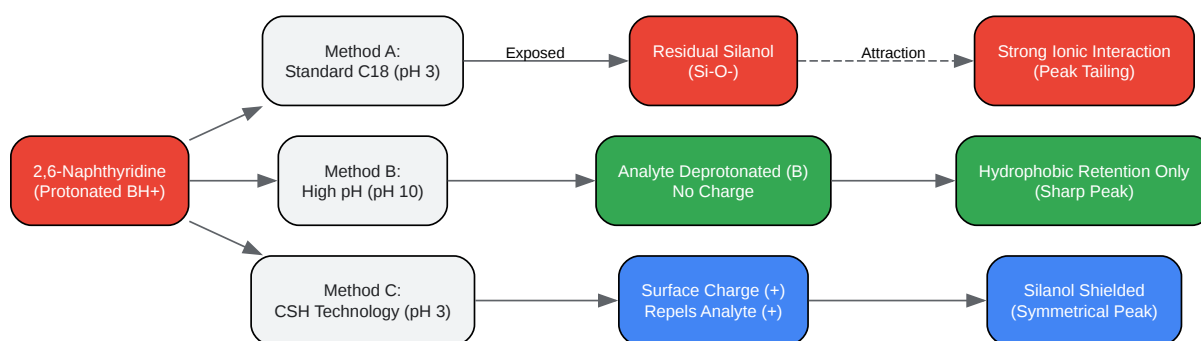 Method A:
Standard C18 (pH 3)
Exposed
Residual Silanol
(Si-O-)
Attraction
Strong Ionic Interaction
(Peak Tailing)
2,6-Naphthyridine
(Protonated BH+)
Method B:
High pH (pH 10)
Analyte Deprotonated (B)
No Charge
Hydrophobic Retention Only
(Sharp Peak)
Method C:
CSH Technology (pH 3)
Surface Charge (+)
Repels Analyte (+)
Silanol Shielded
(Symmetrical Peak)